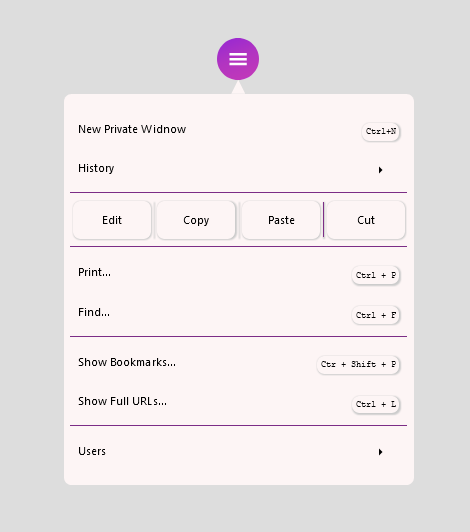 New Private Widnow Ctrl+N
History
Edit Copy Paste Cut
Print... Ctrl + P
Find... Ctrl + F
Show Bookmarks... Ctr + Shift + P
Show Full URLs... Ctrl + L
Users